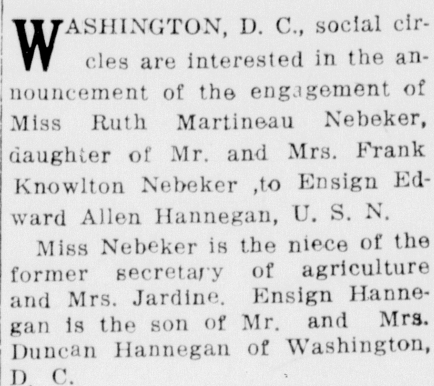 WASHINGTON, D. C., social cir-
cles are interested in the an-
nouncement of the engagement of
Miss Ruth Martineau Nebeker,
daughter of Mr. and Mrs. Frank
Knowlton Nebeker ,to Ensign Ed-
ward Allen Hannegan, U. S. N.
Miss Nebeker is the niece of the
former secretary of agriculture
and Mrs. Jardine. Ensign Hanne-
gan is the son of Mr. and Mrs.
Duncan Hannegan of Washington,
D. C.